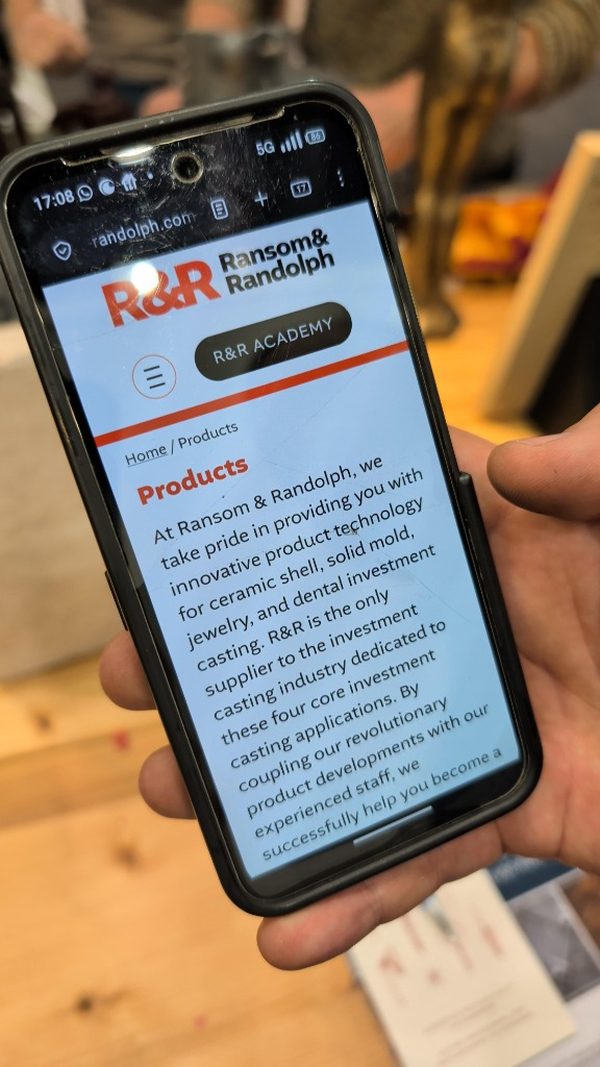 17:08
5G
86
randolph.com
17
R&R Ransom&
Randolph
R&R ACADEMY
Home / Products
Products
At Ransom & Randolph, we
take pride in providing you with
innovative product technology
for ceramic shell, solid mold,
jewelry, and dental investment
casting. R&R is the only
supplier to the investment
casting industry dedicated to
these four core investment
casting applications. By
coupling our revolutionary
product developments with our
experienced staff, we
successfully help you become a